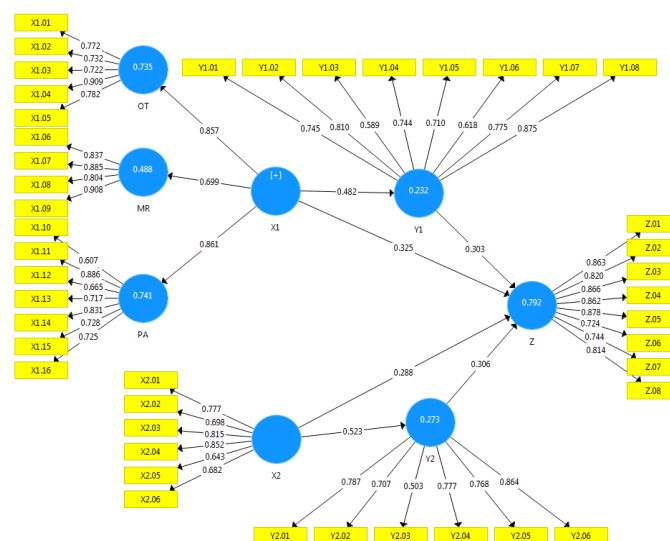 X1.01
X1.02
X1.03
X1.04
X1.05
0.772
0.732
0.722
0.909
0.782
0.735
OT
X1.06
X1.07
X1.08
X1.09
0.837
0.885
0.804
0.908
0.488
MR
X1.10
X1.11
X1.12
X1.13
X1.14
X1.15
X1.16
0.607
0.886
0.665
0.717
0.831
0.728
0.725
0.741
PA
0.857
0.699
0.861
[+]
X1
0.482
0.325
Y1.01
Y1.02
Y1.03
Y1.04
Y1.05
Y1.06
Y1.07
Y1.08
0.745
0.810
0.589
0.744
0.710
0.618
0.775
0.875
0.232
Y1
0.303
X2.01
X2.02
X2.03
X2.04
X2.05
X2.06
0.777
0.698
0.815
0.852
0.643
0.682
X2
0.288
0.523
0.273
Y2
0.306
0.787
0.707
0.503
0.777
0.768
0.864
Y2.01
Y2.02
Y2.03
Y2.04
Y2.05
Y2.06
0.792
Z
0.863
0.820
0.866
0.862
0.878
0.724
0.744
0.814
Z.01
Z.02
Z.03
Z.04
Z.05
Z.06
Z.07
Z.08